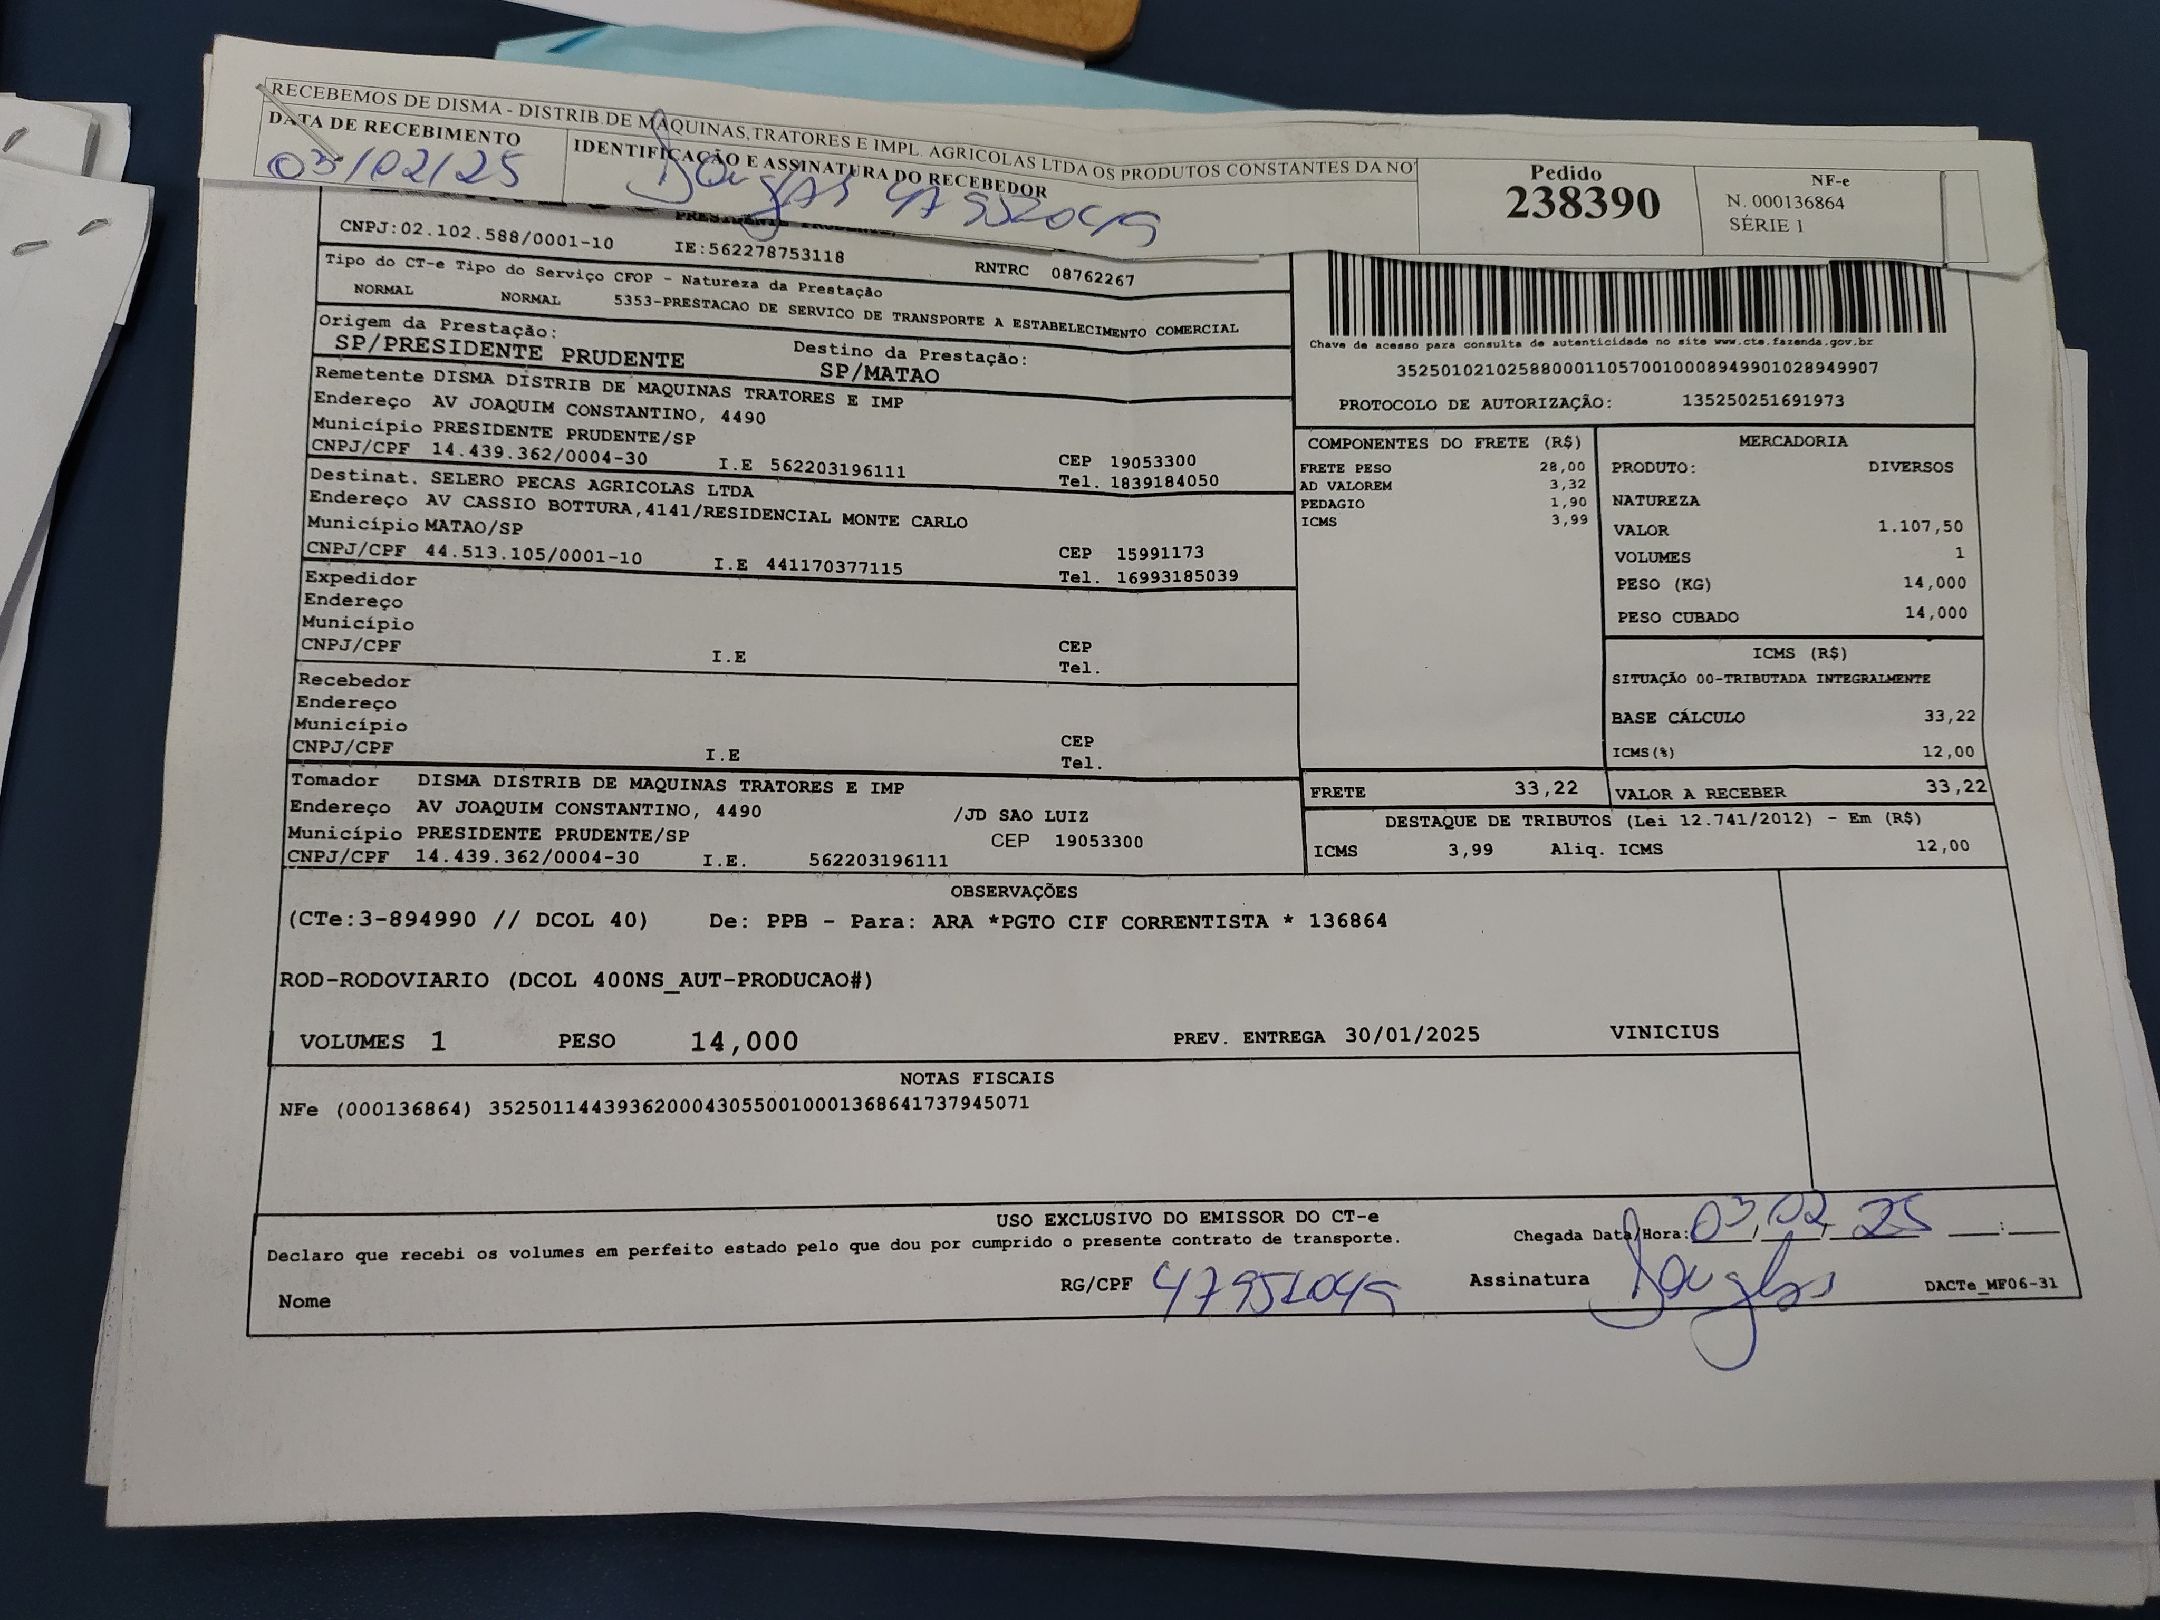 RECEBEMOS DE DISMA - DISTRIB.DE MAQUINAS,TRATORES E IMPL. AGRICOLAS LTDA OS PRODUTOS CONSTANTES DA NO
DATA DE RECEBIMENTO
03/02/25
IDENTIFICAÇÃO E ASSINATURA DO RECEBEDOR
Douglas
Pedido
238390
NF-e
N. 000136864
SÉRIE 1
CNPJ:02.102.588/0001-10 IE:562278753118 RNTRC 08762267
Tipo do CT-e Tipo do Serviço CFOP - Natureza da Prestação
NORMAL NORMAL 5353-PRESTACAO DE SERVICO DE TRANSPORTE A ESTABELECIMENTO COMERCIAL
Origem da Prestação: Destino da Prestação:
SP/PRESIDENTE PRUDENTE SP/MATAO
Remetente DISMA DISTRIB DE MAQUINAS TRATORES E IMP
Endereço AV JOAQUIM CONSTANTINO, 4490
Município PRESIDENTE PRUDENTE/SP CEP 19053300
CNPJ/CPF 14.439.362/0004-30 I.E 562203196111 Tel. 1839184050
Destinat. SELERO PECAS AGRICOLAS LTDA
Endereço AV CASSIO BOTTURA,4141/RESIDENCIAL MONTE CARLO
Município MATAO/SP CEP 15991173
CNPJ/CPF 44.513.105/0001-10 I.E 441170377115 Tel. 16993185039
Expedidor
Endereço
Município CEP
CNPJ/CPF I.E Tel.
Recebedor
Endereço
Município CEP
CNPJ/CPF I.E Tel.
Tomador DISMA DISTRIB DE MAQUINAS TRATORES E IMP
Endereço AV JOAQUIM CONSTANTINO, 4490 /JD SAO LUIZ
Município PRESIDENTE PRUDENTE/SP CEP 19053300
CNPJ/CPF 14.439.362/0004-30 I.E. 562203196111
Chave de acesso para consulta de autenticidade no site www.cte.fazenda.gov.br
35250102102588000110570010008949901028949907
PROTOCOLO DE AUTORIZAÇÃO: 135250251691973
COMPONENTES DO FRETE (R$)
FRETE PESO 28,00
AD VALOREM 3,32
PEDAGIO 1,90
ICMS 3,99
MERCADORIA
PRODUTO: DIVERSOS
NATUREZA
VALOR 1.107,50
VOLUMES 1
PESO (KG) 14,000
PESO CUBADO 14,000
ICMS (R$)
SITUAÇÃO 00-TRIBUTADA INTEGRALMENTE
BASE CÁLCULO 33,22
ICMS(%) 12,00
FRETE 33,22 VALOR A RECEBER 33,22
DESTAQUE DE TRIBUTOS (Lei 12.741/2012) - Em (R$)
ICMS 3,99 Aliq. ICMS 12,00
OBSERVAÇÕES
(CTe:3-894990 // DCOL 40) De: PPB - Para: ARA *PGTO CIF CORRENTISTA * 136864
ROD-RODOVIARIO (DCOL 400NS_AUT-PRODUCAO#)
VOLUMES 1 PESO 14,000 PREV. ENTREGA 30/01/2025 VINICIUS
NOTAS FISCAIS
NFe (000136864) 35250114439362000430550010001368641737945071
USO EXCLUSIVO DO EMISSOR DO CT-e
Declaro que recebi os volumes em perfeito estado pelo que dou por cumprido o presente contrato de transporte.
Chegada Data/Hora: 03/02/25 __:__
Nome RG/CPF Assinatura Douglas DACTe_MF06-31